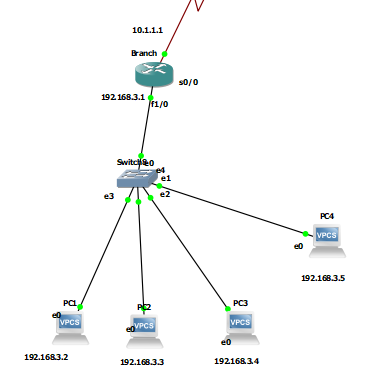 10.1.1.1
Branch
s0/0
192.168.3.1
f1/0
e0
e4
e1
e3
e2
PC4
VPCS
e0
192.168.3.5
PC1
PC2
PC3
e0
VPCS
e0
VPCS
VPCS
e0
192.168.3.2
192.168.3.3
192.168.3.4